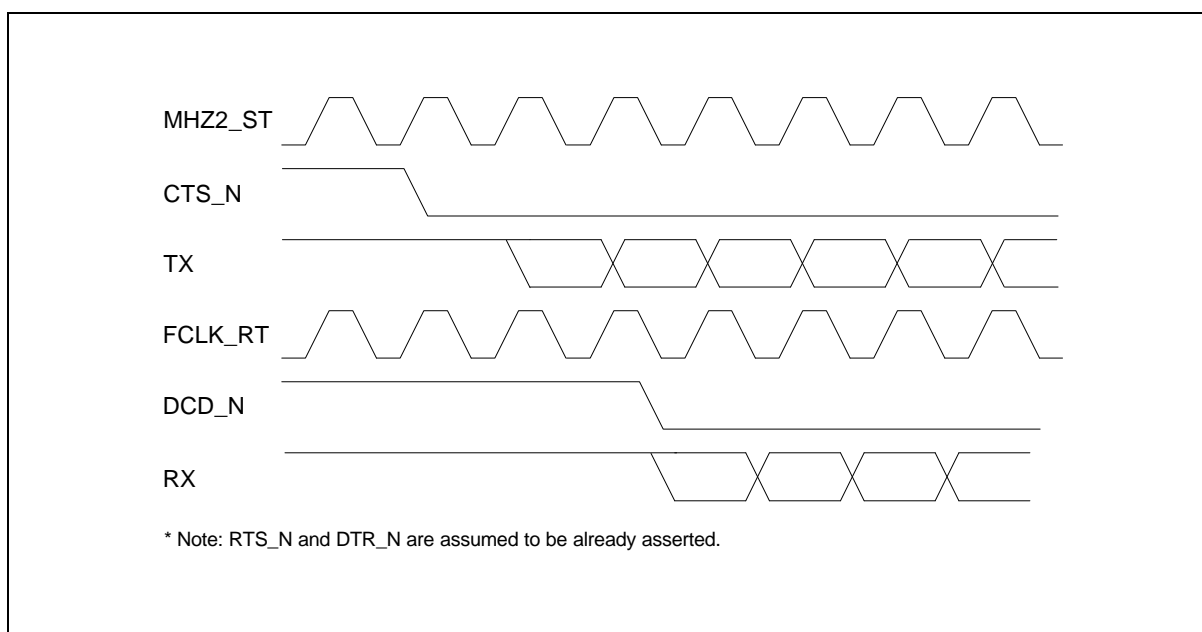 MHZ2_ST
CTS_N
TX
FCLK_RT
DCD_N
RX
* Note: RTS_N and DTR_N are assumed to be already asserted.